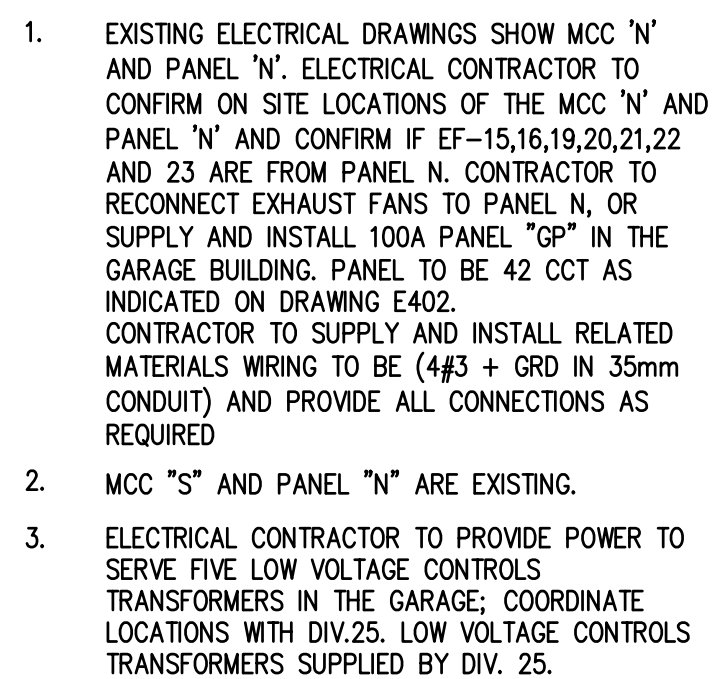 1. EXISTING ELECTRICAL DRAWINGS SHOW MCC 'N'
AND PANEL 'N'. ELECTRICAL CONTRACTOR TO
CONFIRM ON SITE LOCATIONS OF THE MCC 'N' AND
PANEL 'N' AND CONFIRM IF EF-15,16,19,20,21,22
AND 23 ARE FROM PANEL N. CONTRACTOR TO
RECONNECT EXHAUST FANS TO PANEL N, OR
SUPPLY AND INSTALL 100A PANEL "GP" IN THE
GARAGE BUILDING. PANEL TO BE 42 CCT AS
INDICATED ON DRAWING E402.
CONTRACTOR TO SUPPLY AND INSTALL RELATED
MATERIALS WIRING TO BE (4#3 + GRD IN 35mm
CONDUIT) AND PROVIDE ALL CONNECTIONS AS
REQUIRED
2. MCC "S" AND PANEL "N" ARE EXISTING.
3. ELECTRICAL CONTRACTOR TO PROVIDE POWER TO
SERVE FIVE LOW VOLTAGE CONTROLS
TRANSFORMERS IN THE GARAGE; COORDINATE
LOCATIONS WITH DIV.25. LOW VOLTAGE CONTROLS
TRANSFORMERS SUPPLIED BY DIV. 25.